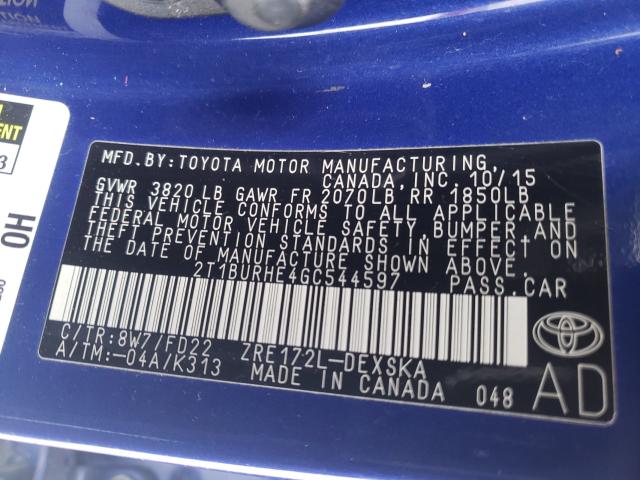 MFD.BY:TOYOTA MOTOR MANUFACTURING,
CANADA, INC. 10/15
GVWR 3820 LB GAWR FR 2070LB, RR 1850LB
THIS VEHICLE CONFORMS TO ALL APPLICABLE
FEDERAL MOTOR VEHICLE SAFETY, BUMPER, AND
THEFT PREVENTION STANDARDS IN EFFECT ON
THE DATE OF MANUFACTURE SHOWN ABOVE.
2T1BURHE4GC544597 PASS.CAR
C/TR:8W7/FD22 ZRE172L-DEXSKA
A/TM:-04A/K313 MADE IN CANADA 048
AD
HO